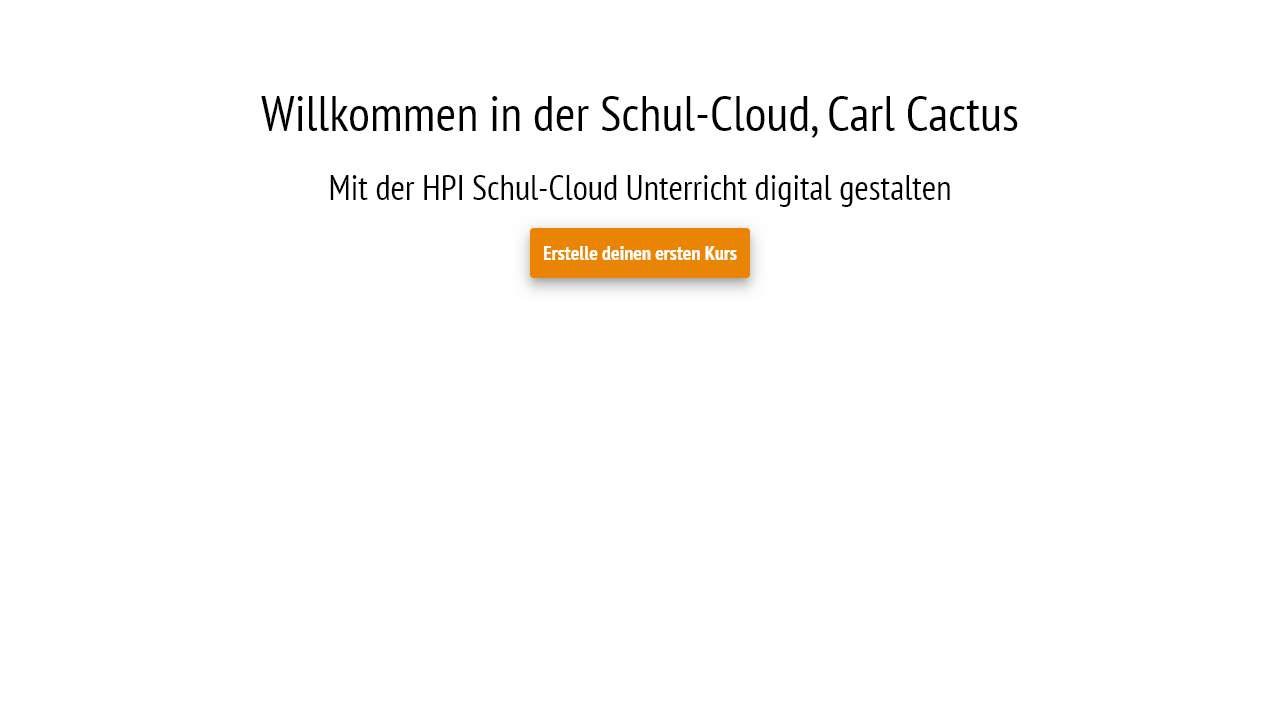 Willkommen in der Schul-Cloud, Carl Cactus
Mit der HPI Schul-Cloud Unterricht digital gestalten
Erstelle deinen ersten Kurs